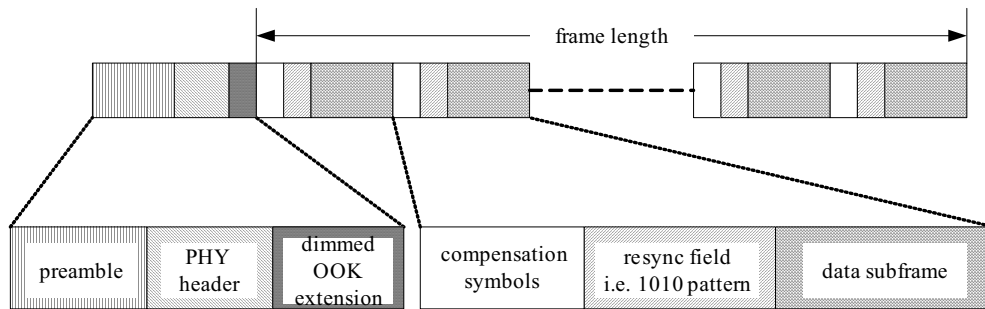 frame length
preamble
PHY
header
dimmed
OOK
extension
compensation
symbols
resync field
i.e. 1010 pattern
data subframe